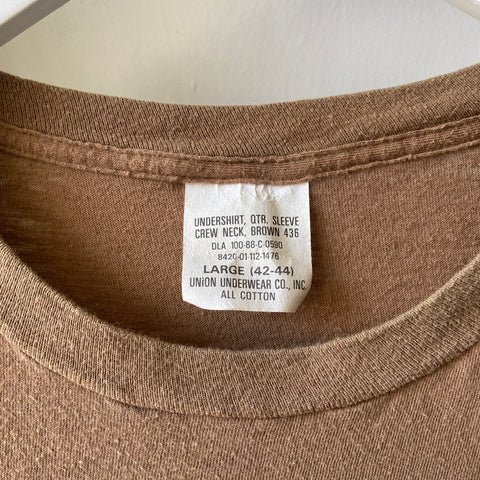 UNDERSHIRT, QTR. SLEEVE
CREW NECK, BROWN 436
DLA 100-88-C-0590
8420-01-112-1476
LARGE (42-44)
UNION UNDERWEAR CO., INC.
ALL COTTON